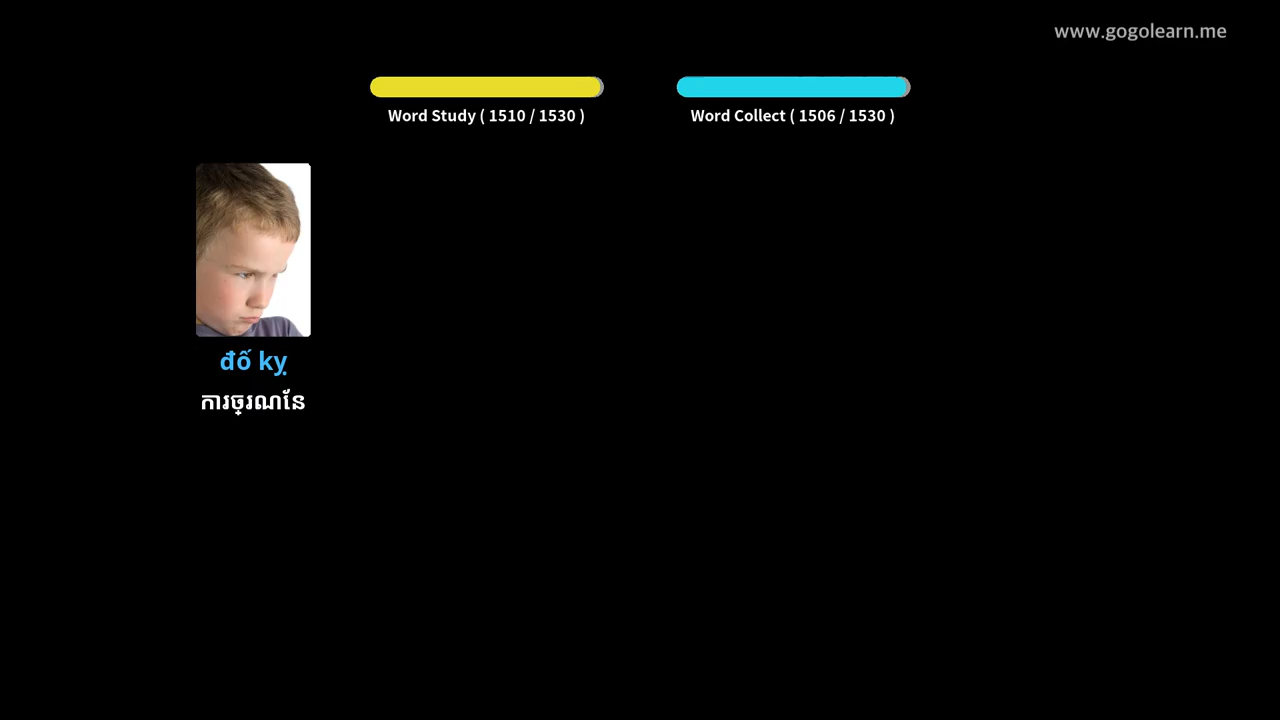 www.gogolearn.me
Word Study ( 1510 / 1530 )
Word Collect ( 1506 / 1530 )
đố kỵ
ការច្រណែន